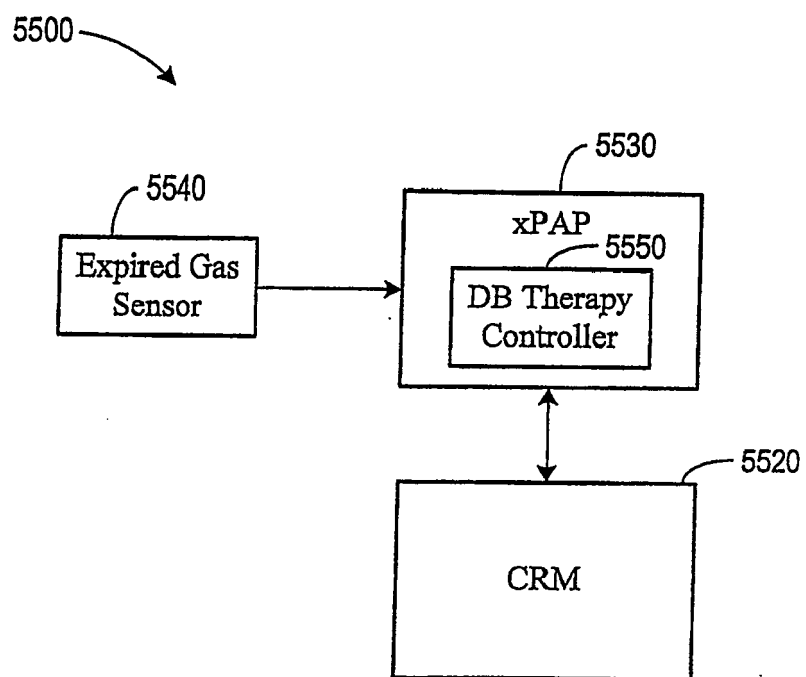 5500
5530
xPAP
5540
5550
Expired Gas
Sensor
DB Therapy
Controller
5520
CRM